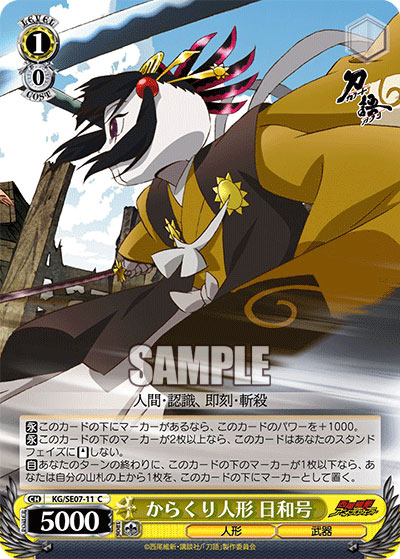 LEVEL
1
0
COST
刀語
カタナガタリ
SAMPLE
人間・認識、即刻・斬殺
永 このカードの下にマーカーがあるなら、このカードのパワーを＋1000。
永 このカードの下のマーカーが2枚以上なら、このカードはあなたのスタンドフェイズに【↑】しない。
自 あなたのターンの終わりに、このカードの下にマーカーが1枚以下なら、あなたは自分の山札の上から1枚を、このカードの下にマーカーとして置く。
CH KG/SE07-11 C
POWER
5000
からくり人形 日和号
人形
武器
©西尾維新・講談社/「刀語」製作委員会